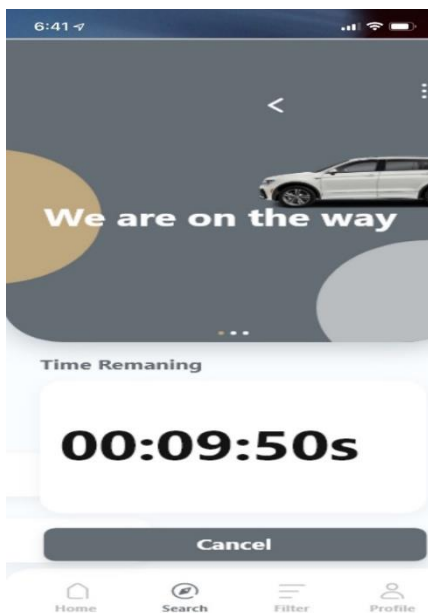 6:41
<
We are on the way
Time Remaning
00:09:50s
Cancel
Home Search Filter Profile